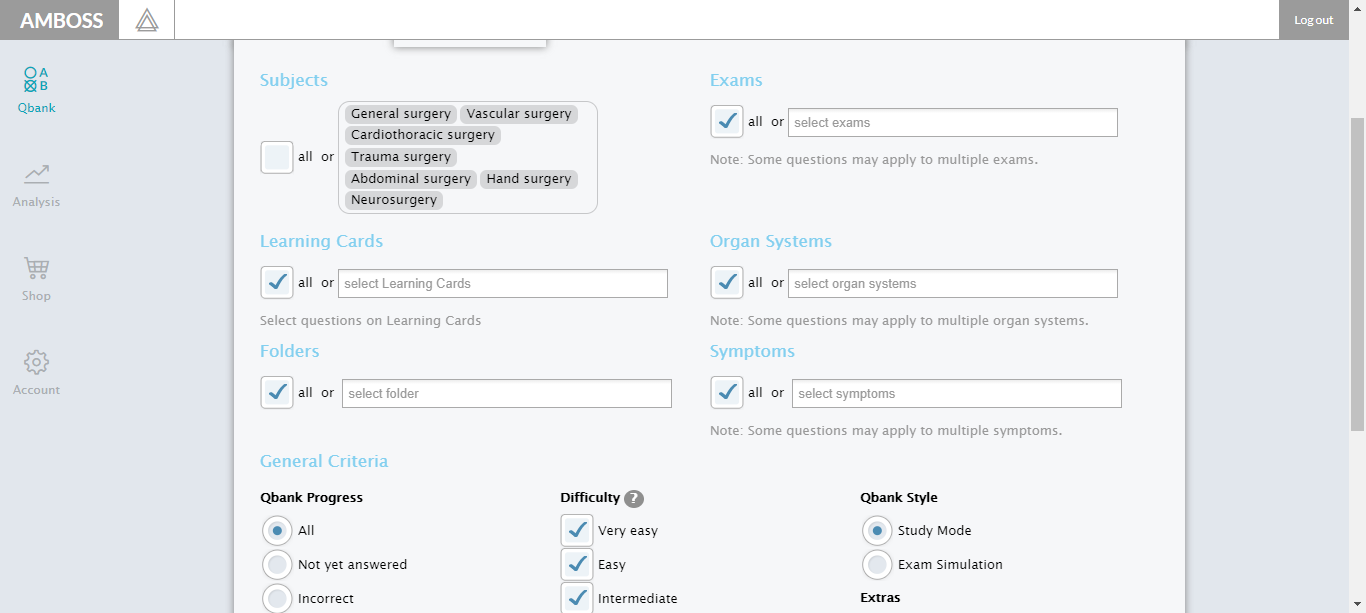 AMBOSS
Log out
A
B
Qbank
Analysis
Shop
Account
Subjects
General surgery Vascular surgery
Cardiothoracic surgery
all or Trauma surgery
Abdominal surgery Hand surgery
Neurosurgery
Exams
all or select exams
Note: Some questions may apply to multiple exams.
Learning Cards
all or select Learning Cards
Select questions on Learning Cards
Organ Systems
all or select organ systems
Note: Some questions may apply to multiple organ systems.
Folders
all or select folder
Symptoms
all or select symptoms
Note: Some questions may apply to multiple symptoms.
General Criteria
Qbank Progress
All
Not yet answered
Incorrect
Difficulty ?
Very easy
Easy
Intermediate
Qbank Style
Study Mode
Exam Simulation
Extras